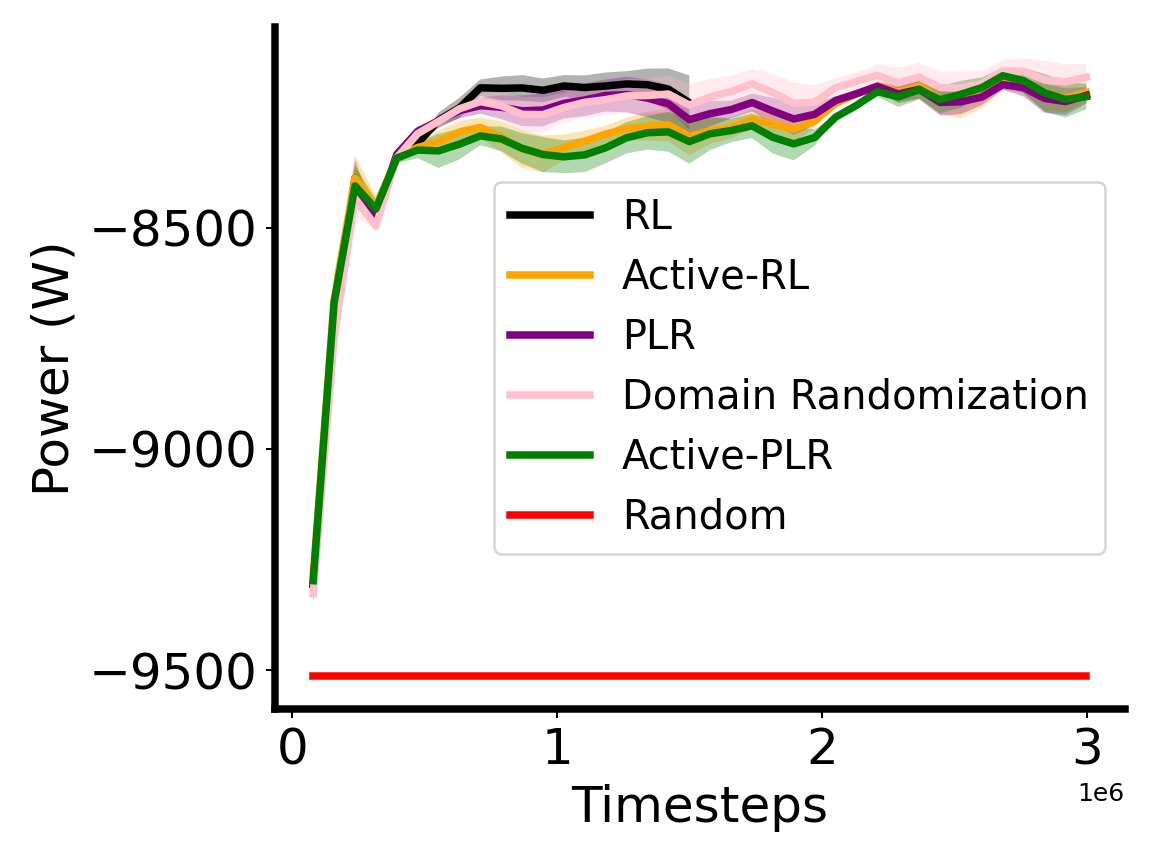 Power (W)
−8500
−9000
−9500
RL
Active-RL
PLR
Domain Randomization
Active-PLR
Random
0
1
2
3
1e6
Timesteps